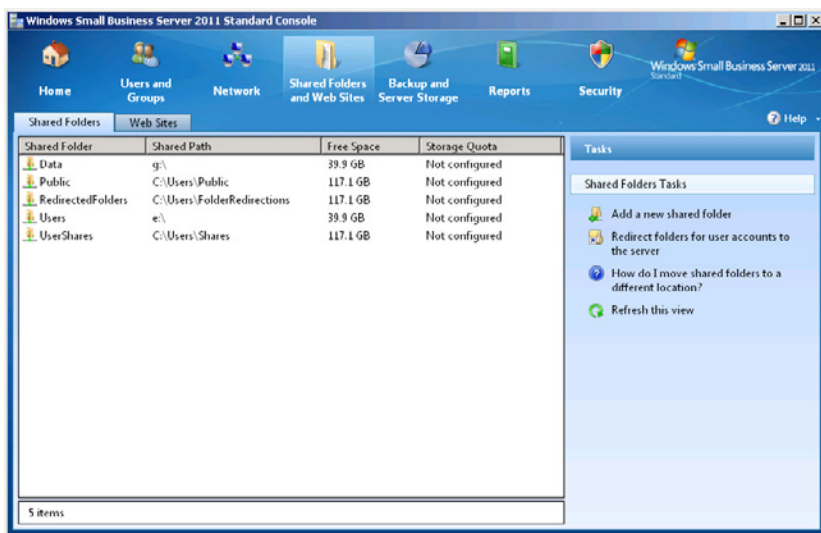 Windows Small Business Server 2011 Standard Console
Home
Users and
Groups
Network
Shared Folders
and Web Sites
Backup and
Server Storage
Reports
Security
Windows Small Business Server 2011
Standard
Shared Folders
Web Sites
Help
Shared Folder Shared Path Free Space Storage Quota
Data g:\ 39.9 GB Not configured
Public C:\Users\Public 117.1 GB Not configured
RedirectedFolders C:\Users\FolderRedirections 117.1 GB Not configured
Users e:\ 39.9 GB Not configured
UserShares C:\Users\Shares 117.1 GB Not configured
5 items
Tasks
Shared Folders Tasks
Add a new shared folder
Redirect folders for user accounts to
the server
How do I move shared folders to a
different location?
Refresh this view